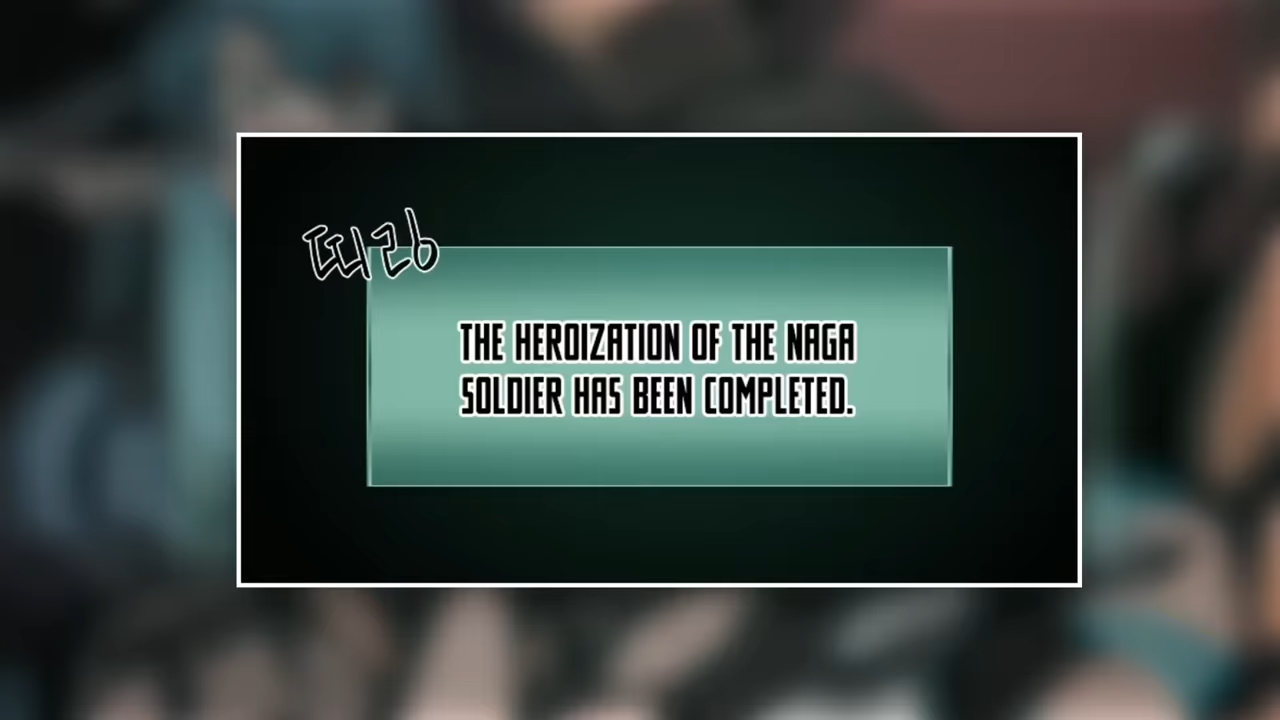 띠링
THE HEROIZATION OF THE NAGA
SOLDIER HAS BEEN COMPLETED.